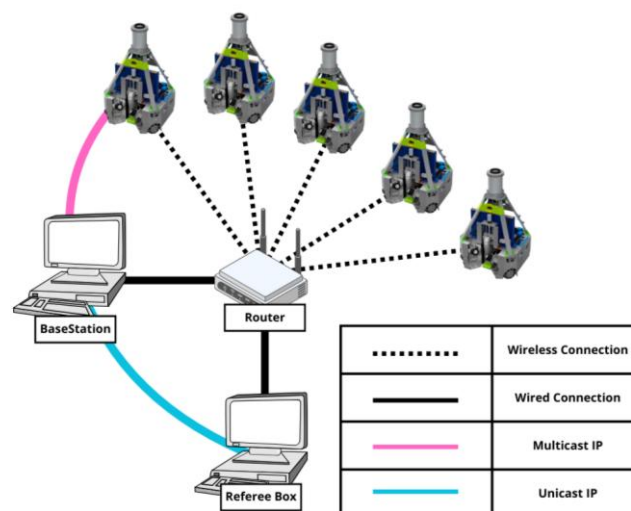 BaseStation
Router
Referee Box
Wireless Connection
Wired Connection
Multicast IP
Unicast IP